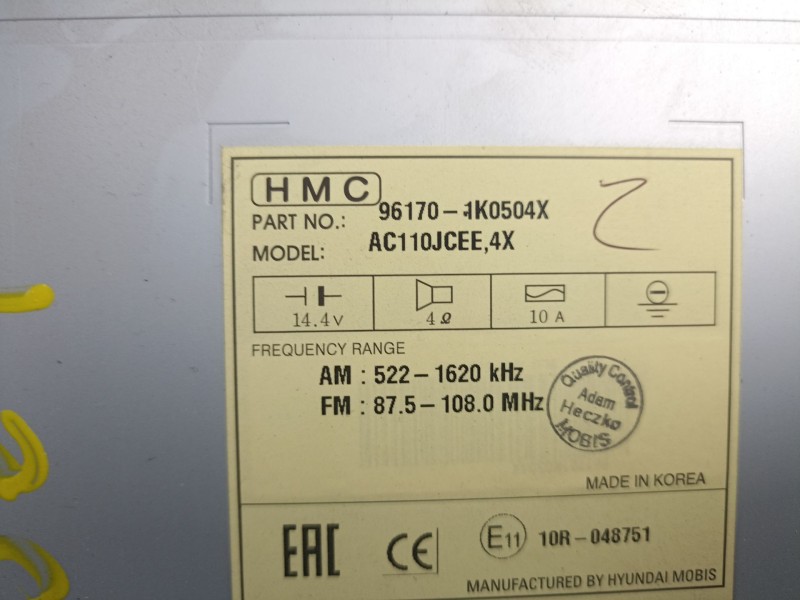 HMC
PART NO.: 96170-1K0504X
MODEL: AC110JCEE,4X
14.4V 4Ω 10 A
FREQUENCY RANGE
AM : 522-1620 kHz
FM : 87.5-108.0 MHz
Quality Control
Adam
Heczko
MOBIS
MADE IN KOREA
EAC CE E11 10R-048751
MANUFACTURED BY HYUNDAI MOBIS